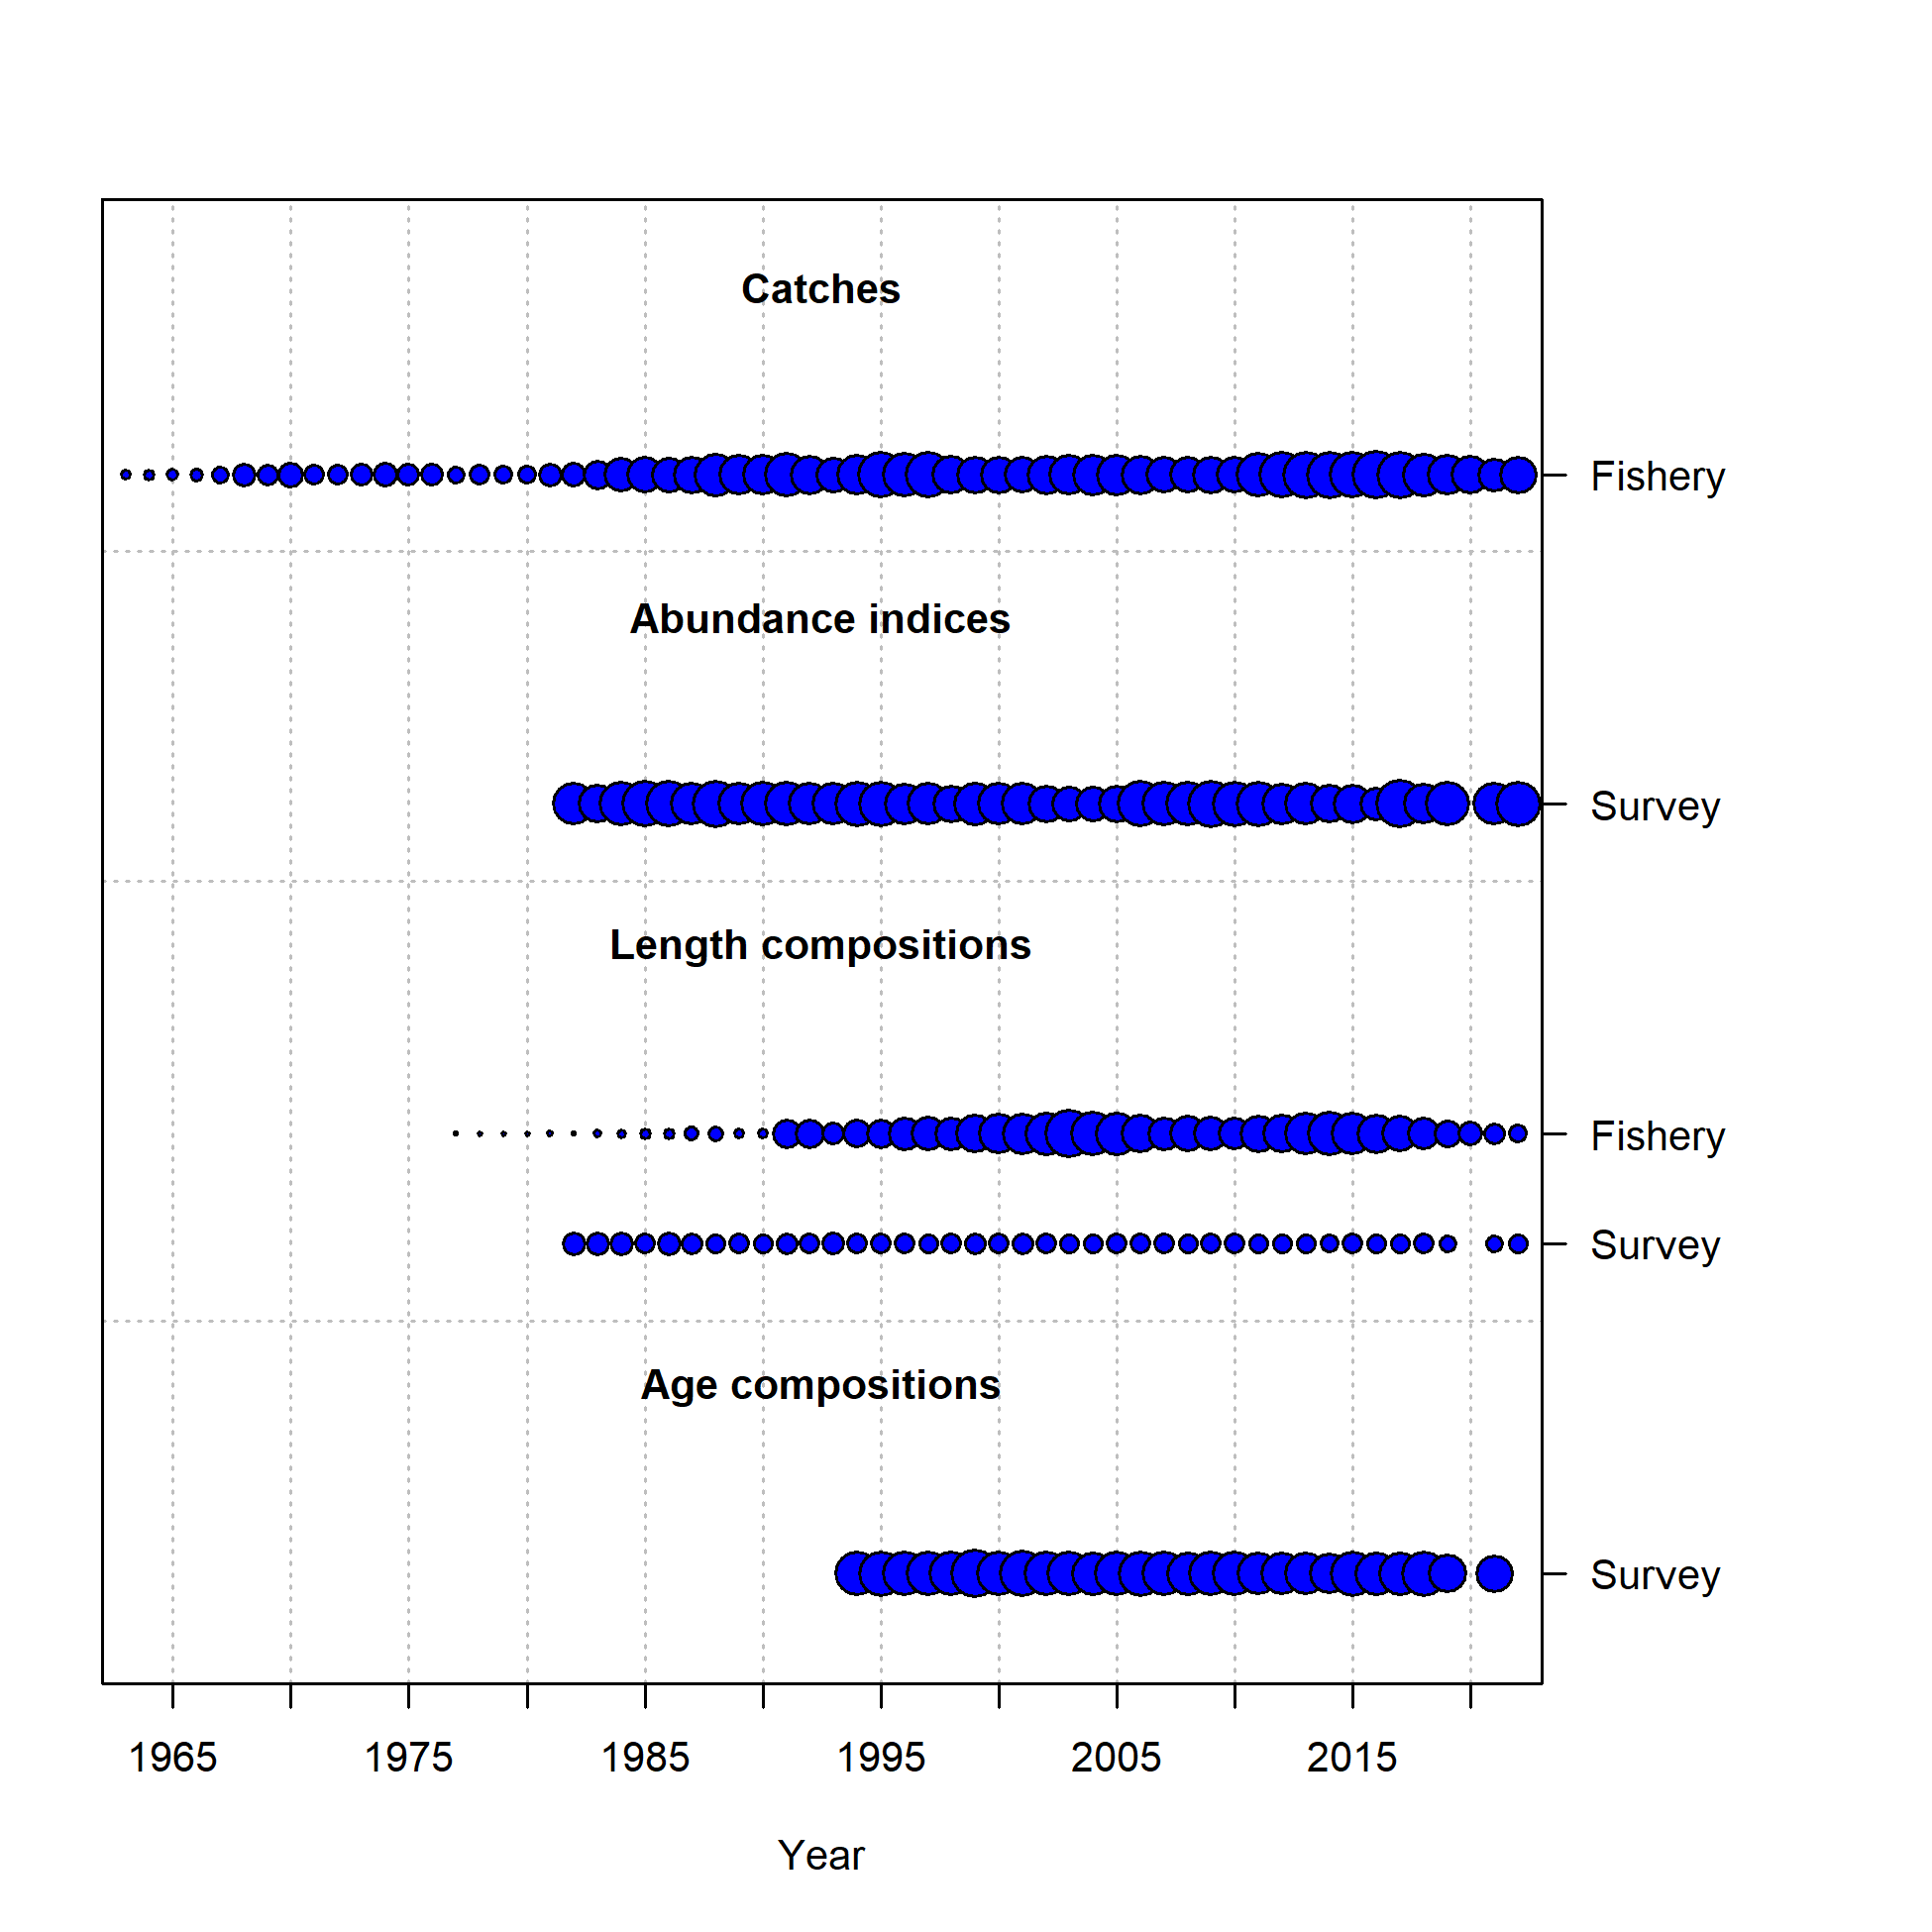 Catches
Fishery
Abundance indices
Survey
Length compositions
Fishery
Survey
Age compositions
Survey
1965 1975 1985 1995 2005 2015
Year